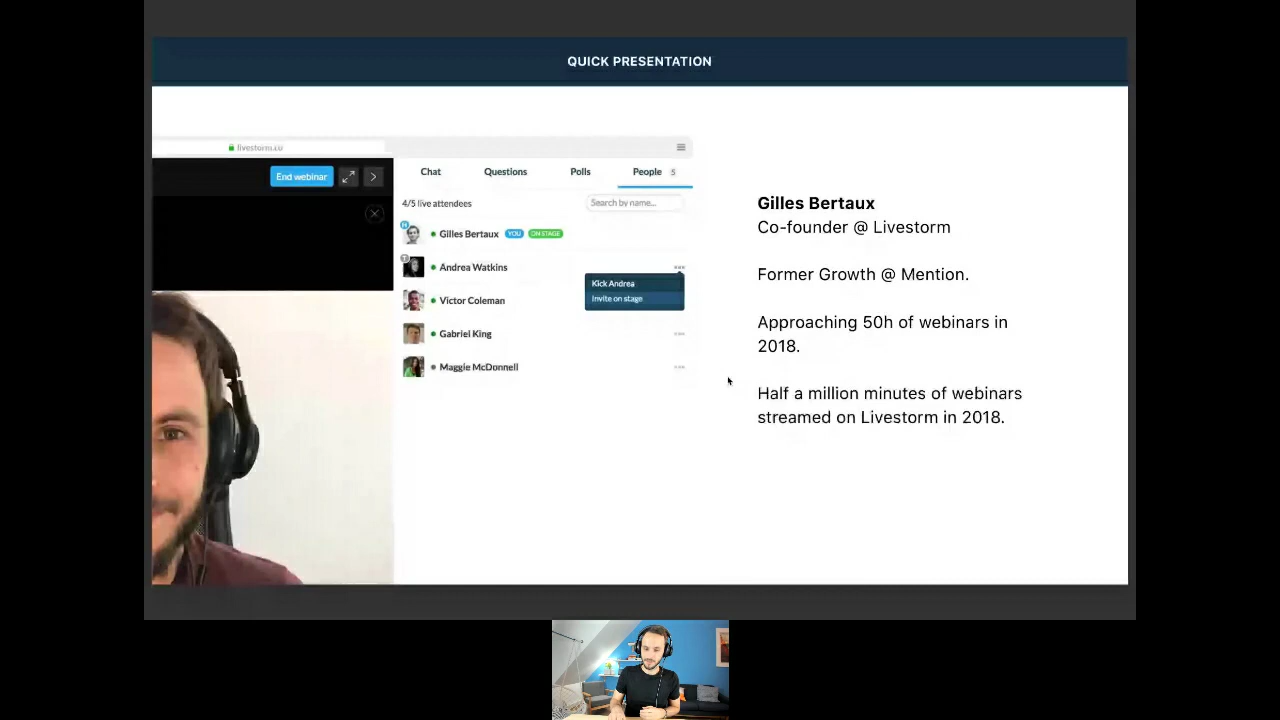 QUICK PRESENTATION
livestorm.co
End webinar
Chat Questions Polls People 5
4/5 live attendees Search by name...
Gilles Bertaux YOU ON STAGE
Andrea Watkins
Kick Andrea
Invite on stage
Victor Coleman
Gabriel King
Maggie McDonnell
Gilles Bertaux
Co-founder @ Livestorm
Former Growth @ Mention.
Approaching 50h of webinars in
2018.
Half a million minutes of webinars
streamed on Livestorm in 2018.